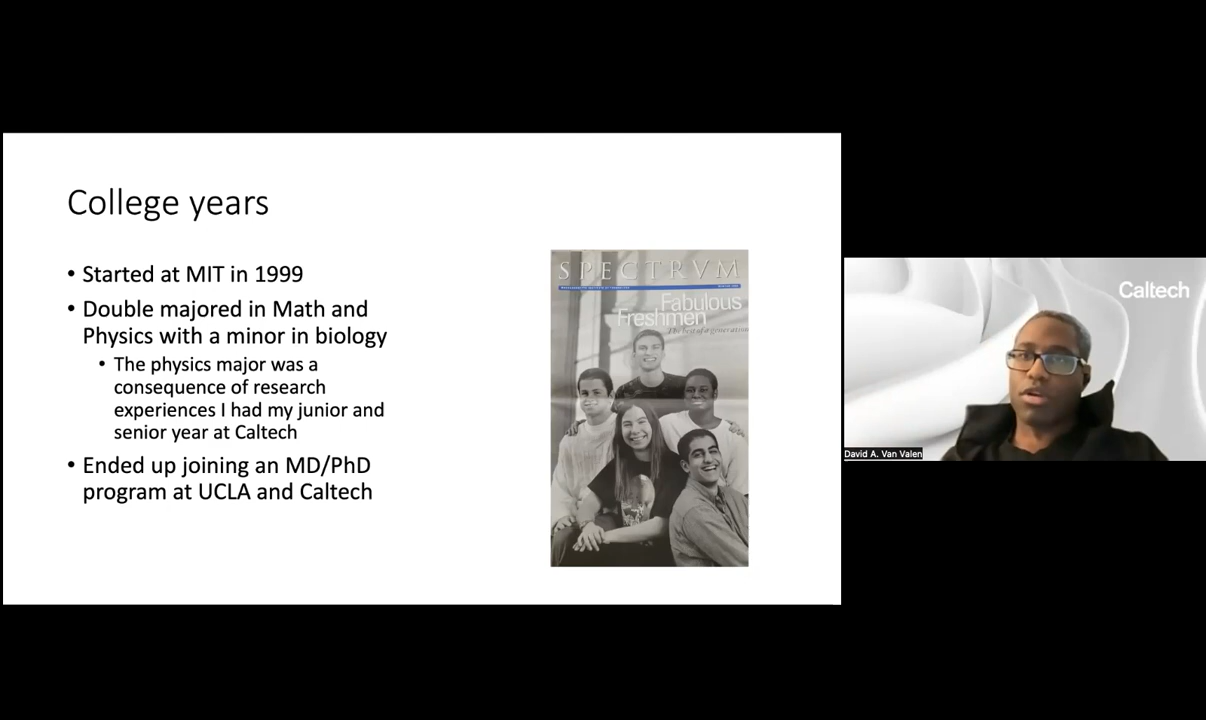 College years
• Started at MIT in 1999
• Double majored in Math and
Physics with a minor in biology
• The physics major was a
consequence of research
experiences I had my junior and
senior year at Caltech
• Ended up joining an MD/PhD
program at UCLA and Caltech
SPECTRVM
Fabulous
Freshmen
The best of a generation
Caltech
David A. Van Valen